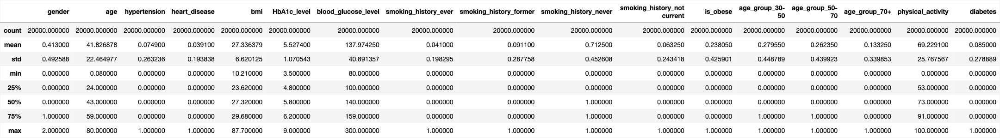 gender age hypertension heart_disease bmi HbA1c_level blood_glucose_level smoking_history_ever smoking_history_former smoking_history_never smoking_history_not current is_obese age_group_30-50 age_group_50-70 age_group_70+ physical_activity diabetes
count 20000.000000 20000.000000 20000.000000 20000.000000 20000.000000 20000.000000 20000.000000 20000.000000 20000.000000 20000.000000 20000.000000 20000.000000 20000.000000 20000.000000 20000.000000 20000.000000 20000.000000
mean 0.413000 41.826878 0.074900 0.039100 27.336379 5.527400 137.974250 0.041000 0.091100 0.712500 0.063250 0.238050 0.279550 0.262350 0.133250 69.229100 0.085000
std 0.492588 22.464977 0.263236 0.193838 6.620125 1.070543 40.891357 0.198295 0.287758 0.452608 0.243418 0.425901 0.448789 0.439923 0.339853 25.767567 0.278889
min 0.000000 0.080000 0.000000 0.000000 10.210000 3.500000 80.000000 0.000000 0.000000 0.000000 0.000000 0.000000 0.000000 0.000000 0.000000 0.000000 0.000000
25% 0.000000 24.000000 0.000000 0.000000 23.620000 4.800000 100.000000 0.000000 0.000000 0.000000 0.000000 0.000000 0.000000 0.000000 0.000000 53.000000 0.000000
50% 0.000000 43.000000 0.000000 0.000000 27.320000 5.800000 140.000000 0.000000 0.000000 1.000000 0.000000 0.000000 0.000000 0.000000 0.000000 73.000000 0.000000
75% 1.000000 59.000000 0.000000 0.000000 29.680000 6.200000 159.000000 0.000000 0.000000 1.000000 0.000000 0.000000 1.000000 1.000000 0.000000 91.000000 0.000000
max 2.000000 80.000000 1.000000 1.000000 87.700000 9.000000 300.000000 1.000000 1.000000 1.000000 1.000000 1.000000 1.000000 1.000000 1.000000 100.000000 1.000000